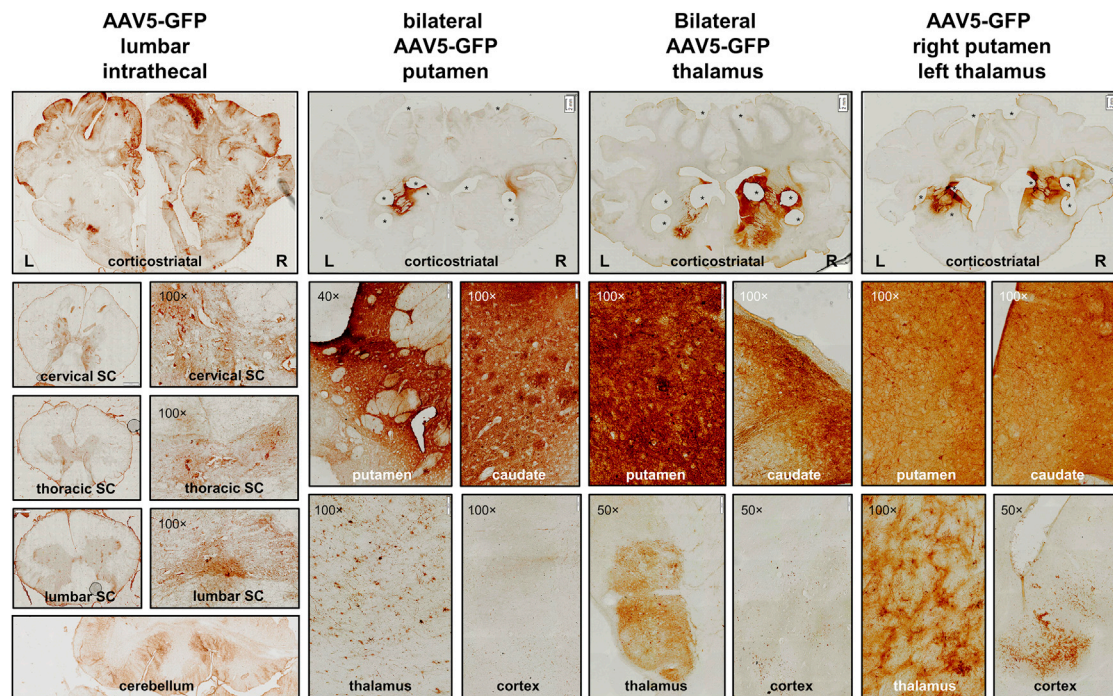 AAV5-GFP
lumbar
intrathecal
bilateral
AAV5-GFP
putamen
Bilateral
AAV5-GFP
thalamus
AAV5-GFP
right putamen
left thalamus
L corticostriatal R
L corticostriatal R
L corticostriatal R
L corticostriatal R
cervical SC
100×
cervical SC
thoracic SC
100×
thoracic SC
lumbar SC
100×
lumbar SC
cerebellum
40×
putamen
100×
caudate
100×
thalamus
100×
cortex
100×
putamen
100×
caudate
50×
thalamus
50×
cortex
100×
putamen
100×
caudate
100×
thalamus
50×
cortex